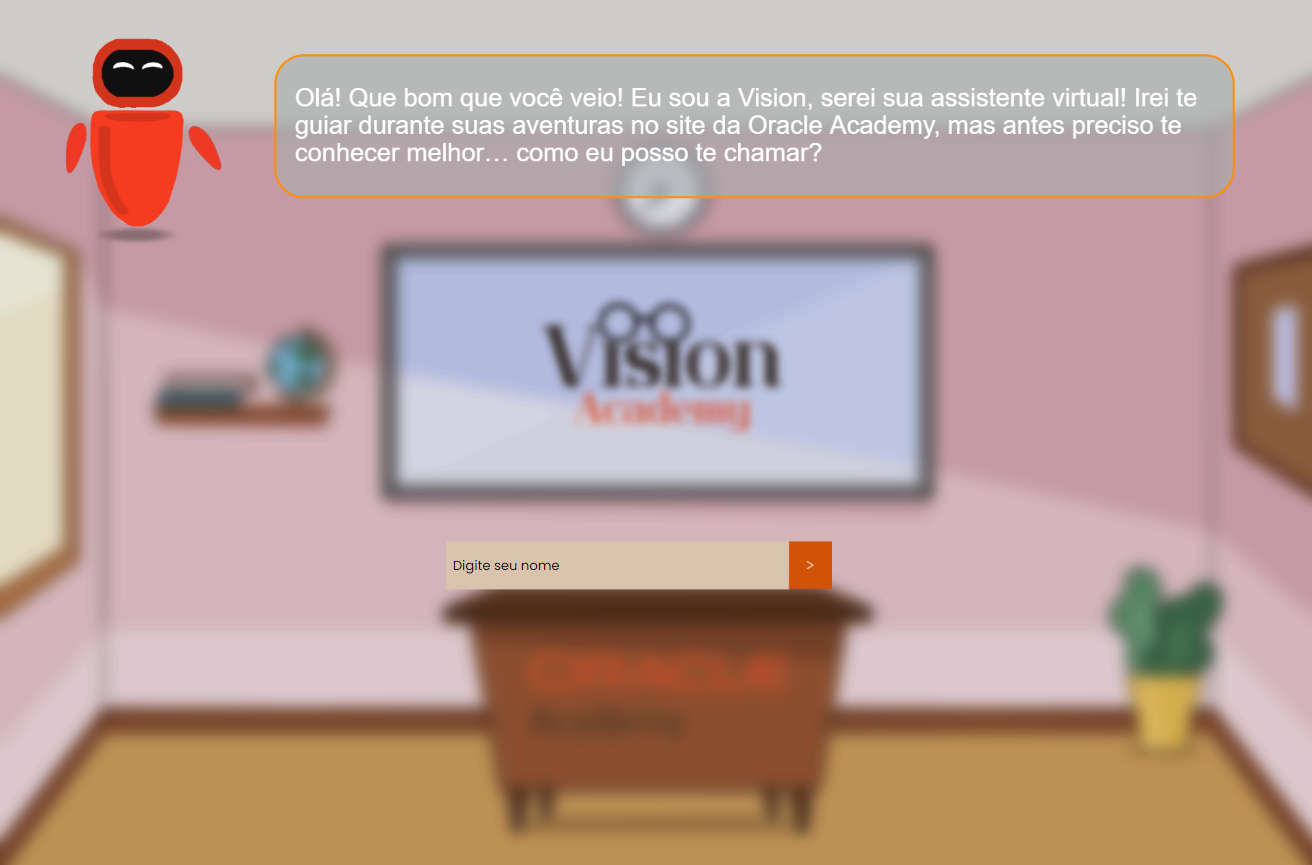 Olá! Que bom que você veio! Eu sou a Vision, serei sua assistente virtual! Irei te
guiar durante suas aventuras no site da Oracle Academy, mas antes preciso te
conhecer melhor… como eu posso te chamar?
Vision
Academy
Digite seu nome
>
ORACLE
Academy